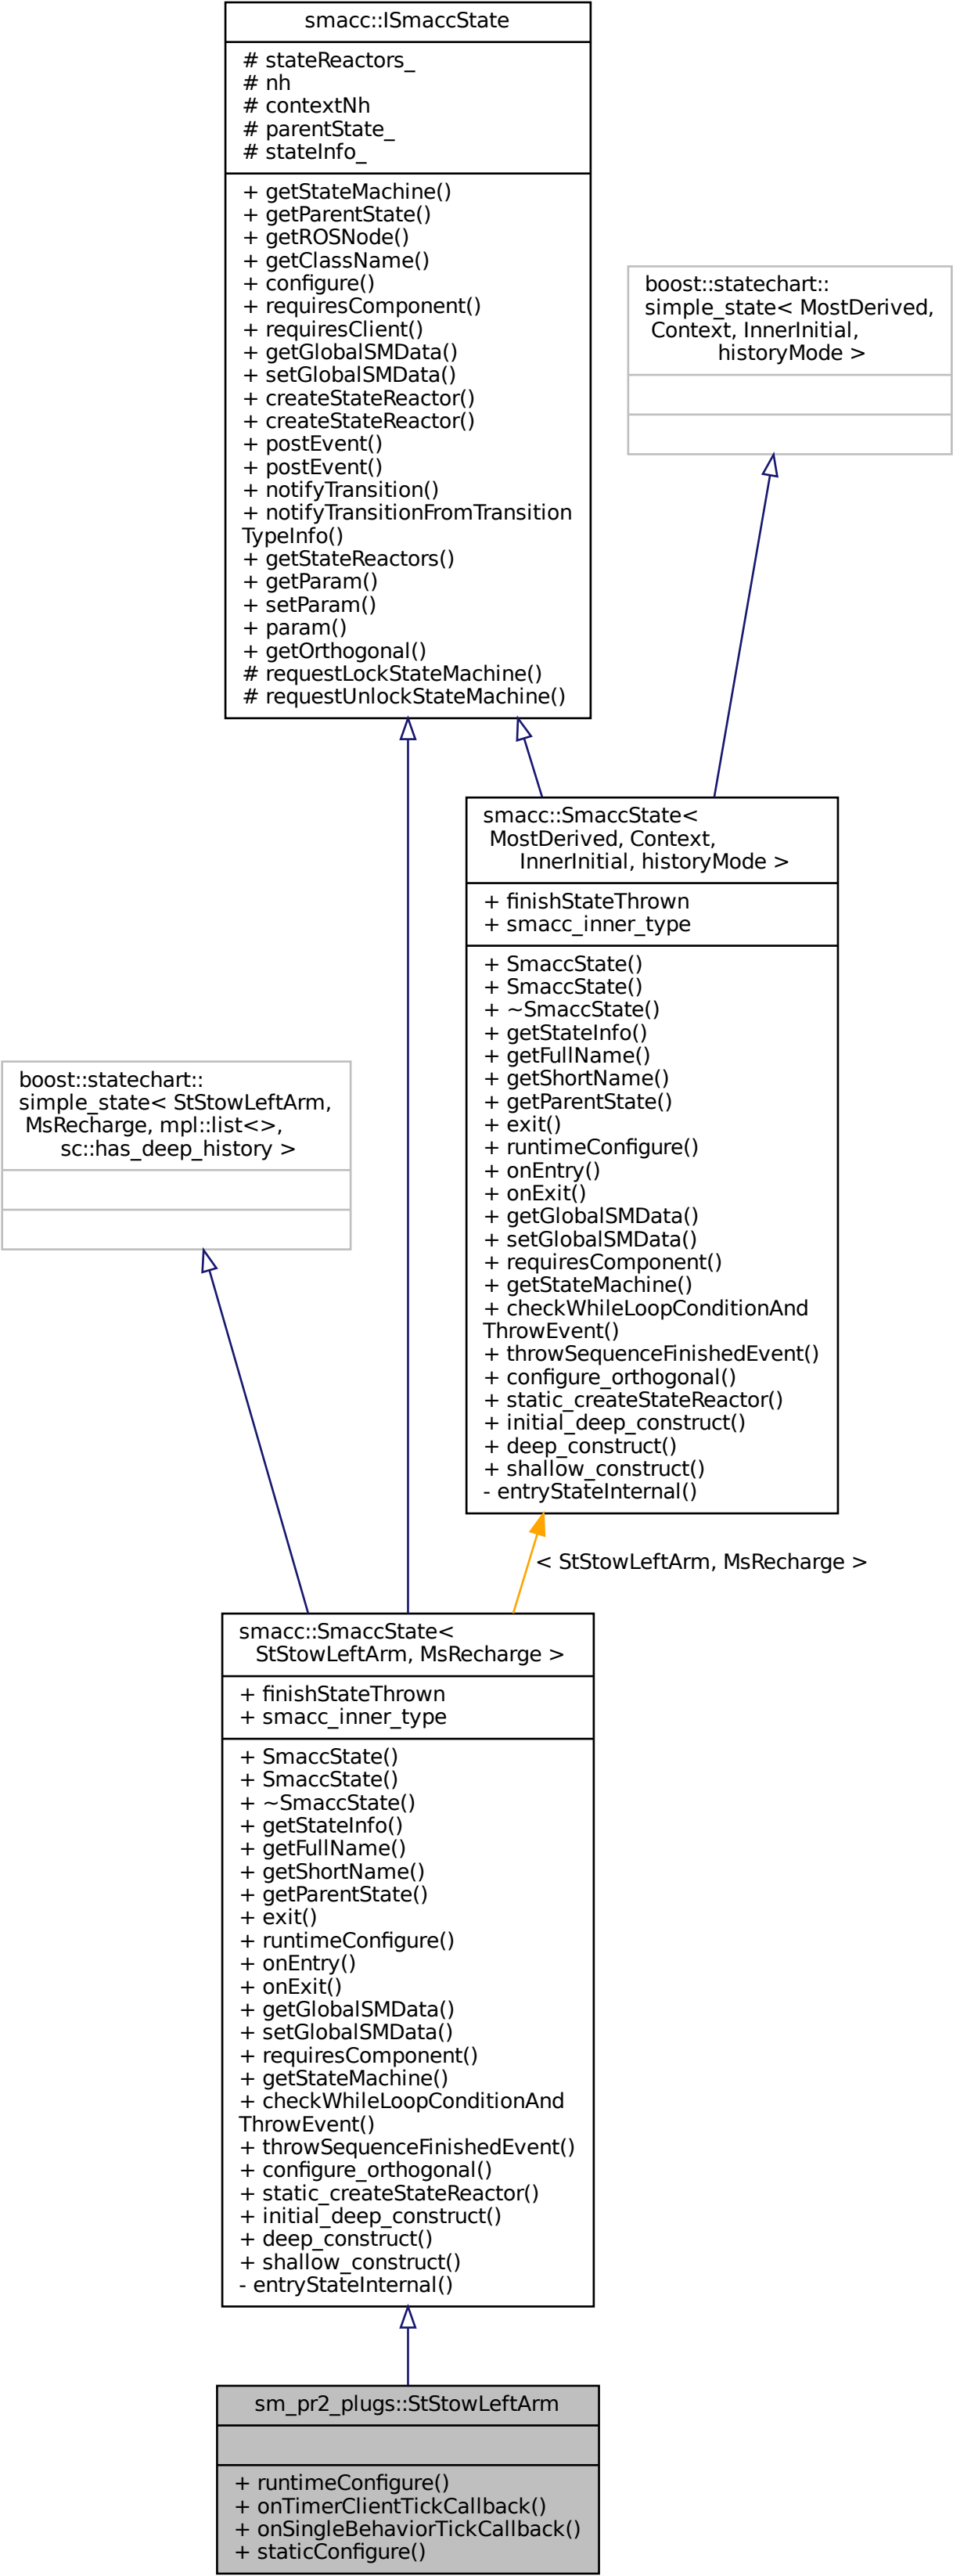 smacc::ISmaccState
# stateReactors_
# nh
# contextNh
# parentState_
# stateInfo_
+ getStateMachine()
+ getParentState()
+ getROSNode()
+ getClassName()
+ configure()
+ requiresComponent()
+ requiresClient()
+ getGlobalSMData()
+ setGlobalSMData()
+ createStateReactor()
+ createStateReactor()
+ postEvent()
+ postEvent()
+ notifyTransition()
+ notifyTransitionFromTransition
TypeInfo()
+ getStateReactors()
+ getParam()
+ setParam()
+ param()
+ getOrthogonal()
# requestLockStateMachine()
# requestUnlockStateMachine()
boost::statechart::
simple_state< MostDerived,
Context, InnerInitial,
historyMode >
smacc::SmaccState<
MostDerived, Context,
InnerInitial, historyMode >
+ finishStateThrown
+ smacc_inner_type
+ SmaccState()
+ SmaccState()
+ ~SmaccState()
+ getStateInfo()
+ getFullName()
+ getShortName()
+ getParentState()
+ exit()
+ runtimeConfigure()
+ onEntry()
+ onExit()
+ getGlobalSMData()
+ setGlobalSMData()
+ requiresComponent()
+ getStateMachine()
+ checkWhileLoopConditionAnd
ThrowEvent()
+ throwSequenceFinishedEvent()
+ configure_orthogonal()
+ static_createStateReactor()
+ initial_deep_construct()
+ deep_construct()
+ shallow_construct()
- entryStateInternal()
boost::statechart::
simple_state< StStowLeftArm,
MsRecharge, mpl::list<>,
sc::has_deep_history >
< StStowLeftArm, MsRecharge >
smacc::SmaccState<
StStowLeftArm, MsRecharge >
+ finishStateThrown
+ smacc_inner_type
+ SmaccState()
+ SmaccState()
+ ~SmaccState()
+ getStateInfo()
+ getFullName()
+ getShortName()
+ getParentState()
+ exit()
+ runtimeConfigure()
+ onEntry()
+ onExit()
+ getGlobalSMData()
+ setGlobalSMData()
+ requiresComponent()
+ getStateMachine()
+ checkWhileLoopConditionAnd
ThrowEvent()
+ throwSequenceFinishedEvent()
+ configure_orthogonal()
+ static_createStateReactor()
+ initial_deep_construct()
+ deep_construct()
+ shallow_construct()
- entryStateInternal()
sm_pr2_plugs::StStowLeftArm
+ runtimeConfigure()
+ onTimerClientTickCallback()
+ onSingleBehaviorTickCallback()
+ staticConfigure()